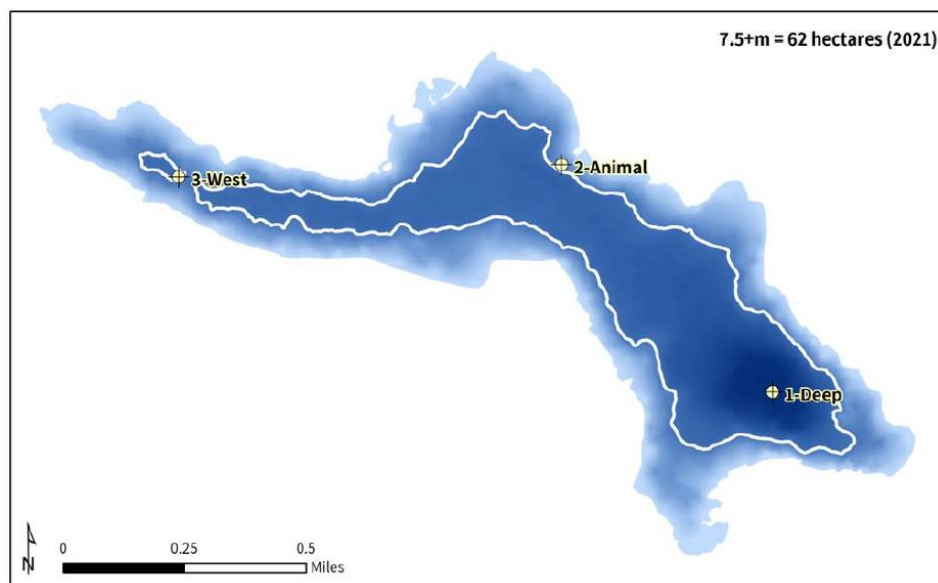 7.5+m = 62 hectares (2021)
2-Animal
3-West
1-Deep
N
0 0.25 0.5
Miles